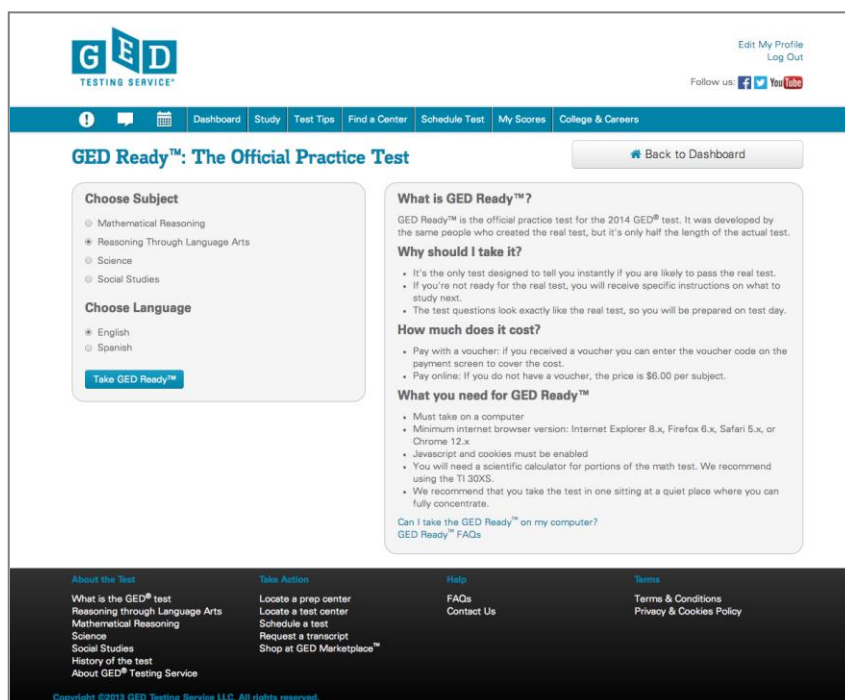 GED
TESTING SERVICE®
Edit My Profile
Log Out
Follow us: You Tube
Dashboard Study Test Tips Find a Center Schedule Test My Scores College & Careers
GED Ready™: The Official Practice Test
Back to Dashboard
Choose Subject
Mathematical Reasoning
Reasoning Through Language Arts
Science
Social Studies
Choose Language
English
Spanish
Take GED Ready™
What is GED Ready™?
GED Ready™ is the official practice test for the 2014 GED® test. It was developed by
the same people who created the real test, but it's only half the length of the actual test.
Why should I take it?
• It's the only test designed to tell you instantly if you are likely to pass the real test.
• If you're not ready for the real test, you will receive specific instructions on what to
study next.
• The test questions look exactly like the real test, so you will be prepared on test day.
How much does it cost?
• Pay with a voucher: if you received a voucher you can enter the voucher code on the
payment screen to cover the cost.
• Pay online: If you do not have a voucher, the price is $6.00 per subject.
What you need for GED Ready™
• Must take on a computer
• Minimum internet browser version: Internet Explorer 8.x, Firefox 6.x, Safari 5.x, or
Chrome 12.x
• Javascript and cookies must be enabled
• You will need a scientific calculator for portions of the math test. We recommend
using the TI 30XS.
• We recommend that you take the test in one sitting at a quiet place where you can
fully concentrate.
Can I take the GED Ready™ on my computer?
GED Ready™ FAQs
About the Test
What is the GED® test
Reasoning through Language Arts
Mathematical Reasoning
Science
Social Studies
History of the test
About GED® Testing Service
Take Action
Locate a prep center
Locate a test center
Schedule a test
Request a transcript
Shop at GED Marketplace™
Help
FAQs
Contact Us
Terms
Terms & Conditions
Privacy & Cookies Policy
Copyright ©2013 GED Testing Service LLC. All rights reserved.